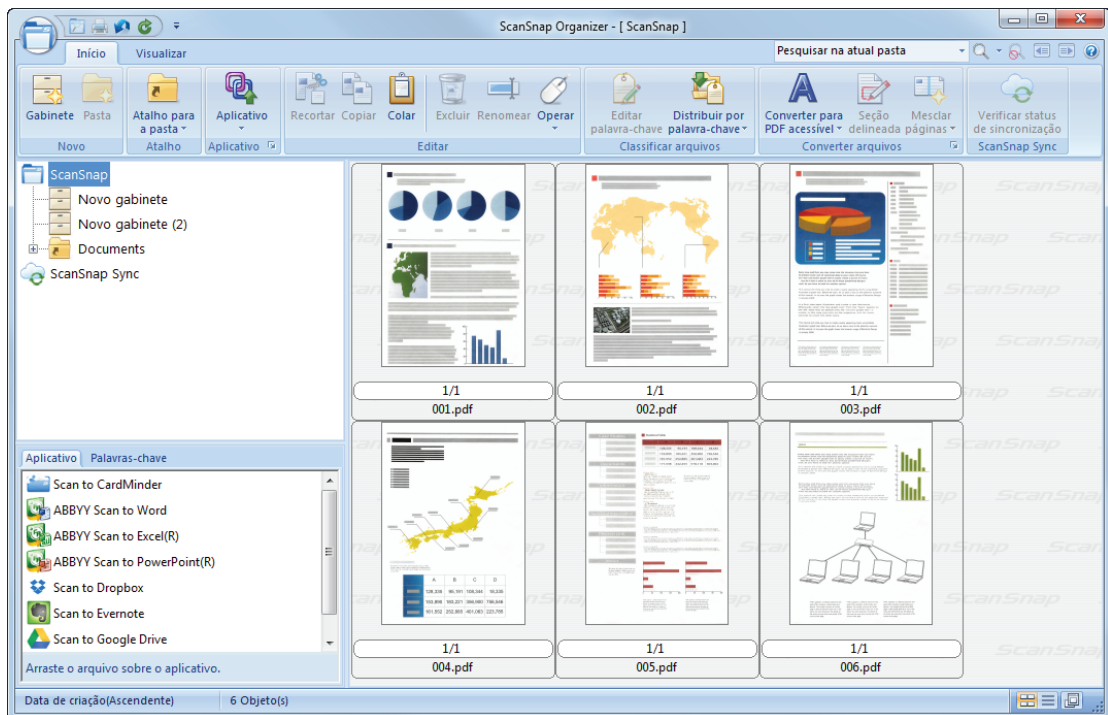 ScanSnap Organizer - [ ScanSnap ]
Início Visualizar
Pesquisar na atual pasta
Gabinete Pasta
Novo
Atalho para
a pasta
Atalho
Aplicativo
Aplicativo
Recortar Copiar Colar Excluir Renomear Operar
Editar
Editar
palavra-chave
Distribuir por
palavra-chave
Classificar arquivos
Converter para
PDF acessível
Seção
delineada
Mesclar
páginas
Converter arquivos
Verificar status
de sincronização
ScanSnap Sync
ScanSnap
Novo gabinete
Novo gabinete (2)
Documents
ScanSnap Sync
Aplicativo Palavras-chave
Scan to CardMinder
ABBYY Scan to Word
ABBYY Scan to Excel(R)
ABBYY Scan to PowerPoint(R)
Scan to Dropbox
Scan to Evernote
Scan to Google Drive
Arraste o arquivo sobre o aplicativo.
1/1 1/1 1/1
001.pdf 002.pdf 003.pdf
A B C D
1/1 1/1 1/1
004.pdf 005.pdf 006.pdf
ScanSnap
Data de criação(Ascendente) 6 Objeto(s)